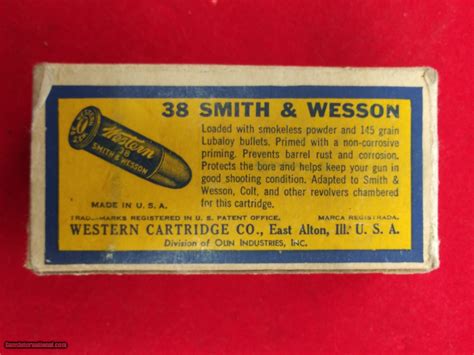 38 SMITH & WESSON
Loaded with smokeless powder and 145 grain
Lubaloy bullets. Primed with a non-corrosive
priming. Prevents barrel rust and corrosion.
Protects the bore and helps keep your gun in
good shooting condition. Adapted to Smith &
Wesson, Colt, and other revolvers chambered
for this cartridge.
Western
38
SMITH & WESSON
MADE IN U. S. A.
TRADEMARKS REGISTERED IN U. S. PATENT OFFICE. MARCA REGISTRADA.
WESTERN CARTRIDGE CO., East Alton, Ill. U. S. A.
Division of OLIN INDUSTRIES, INC.